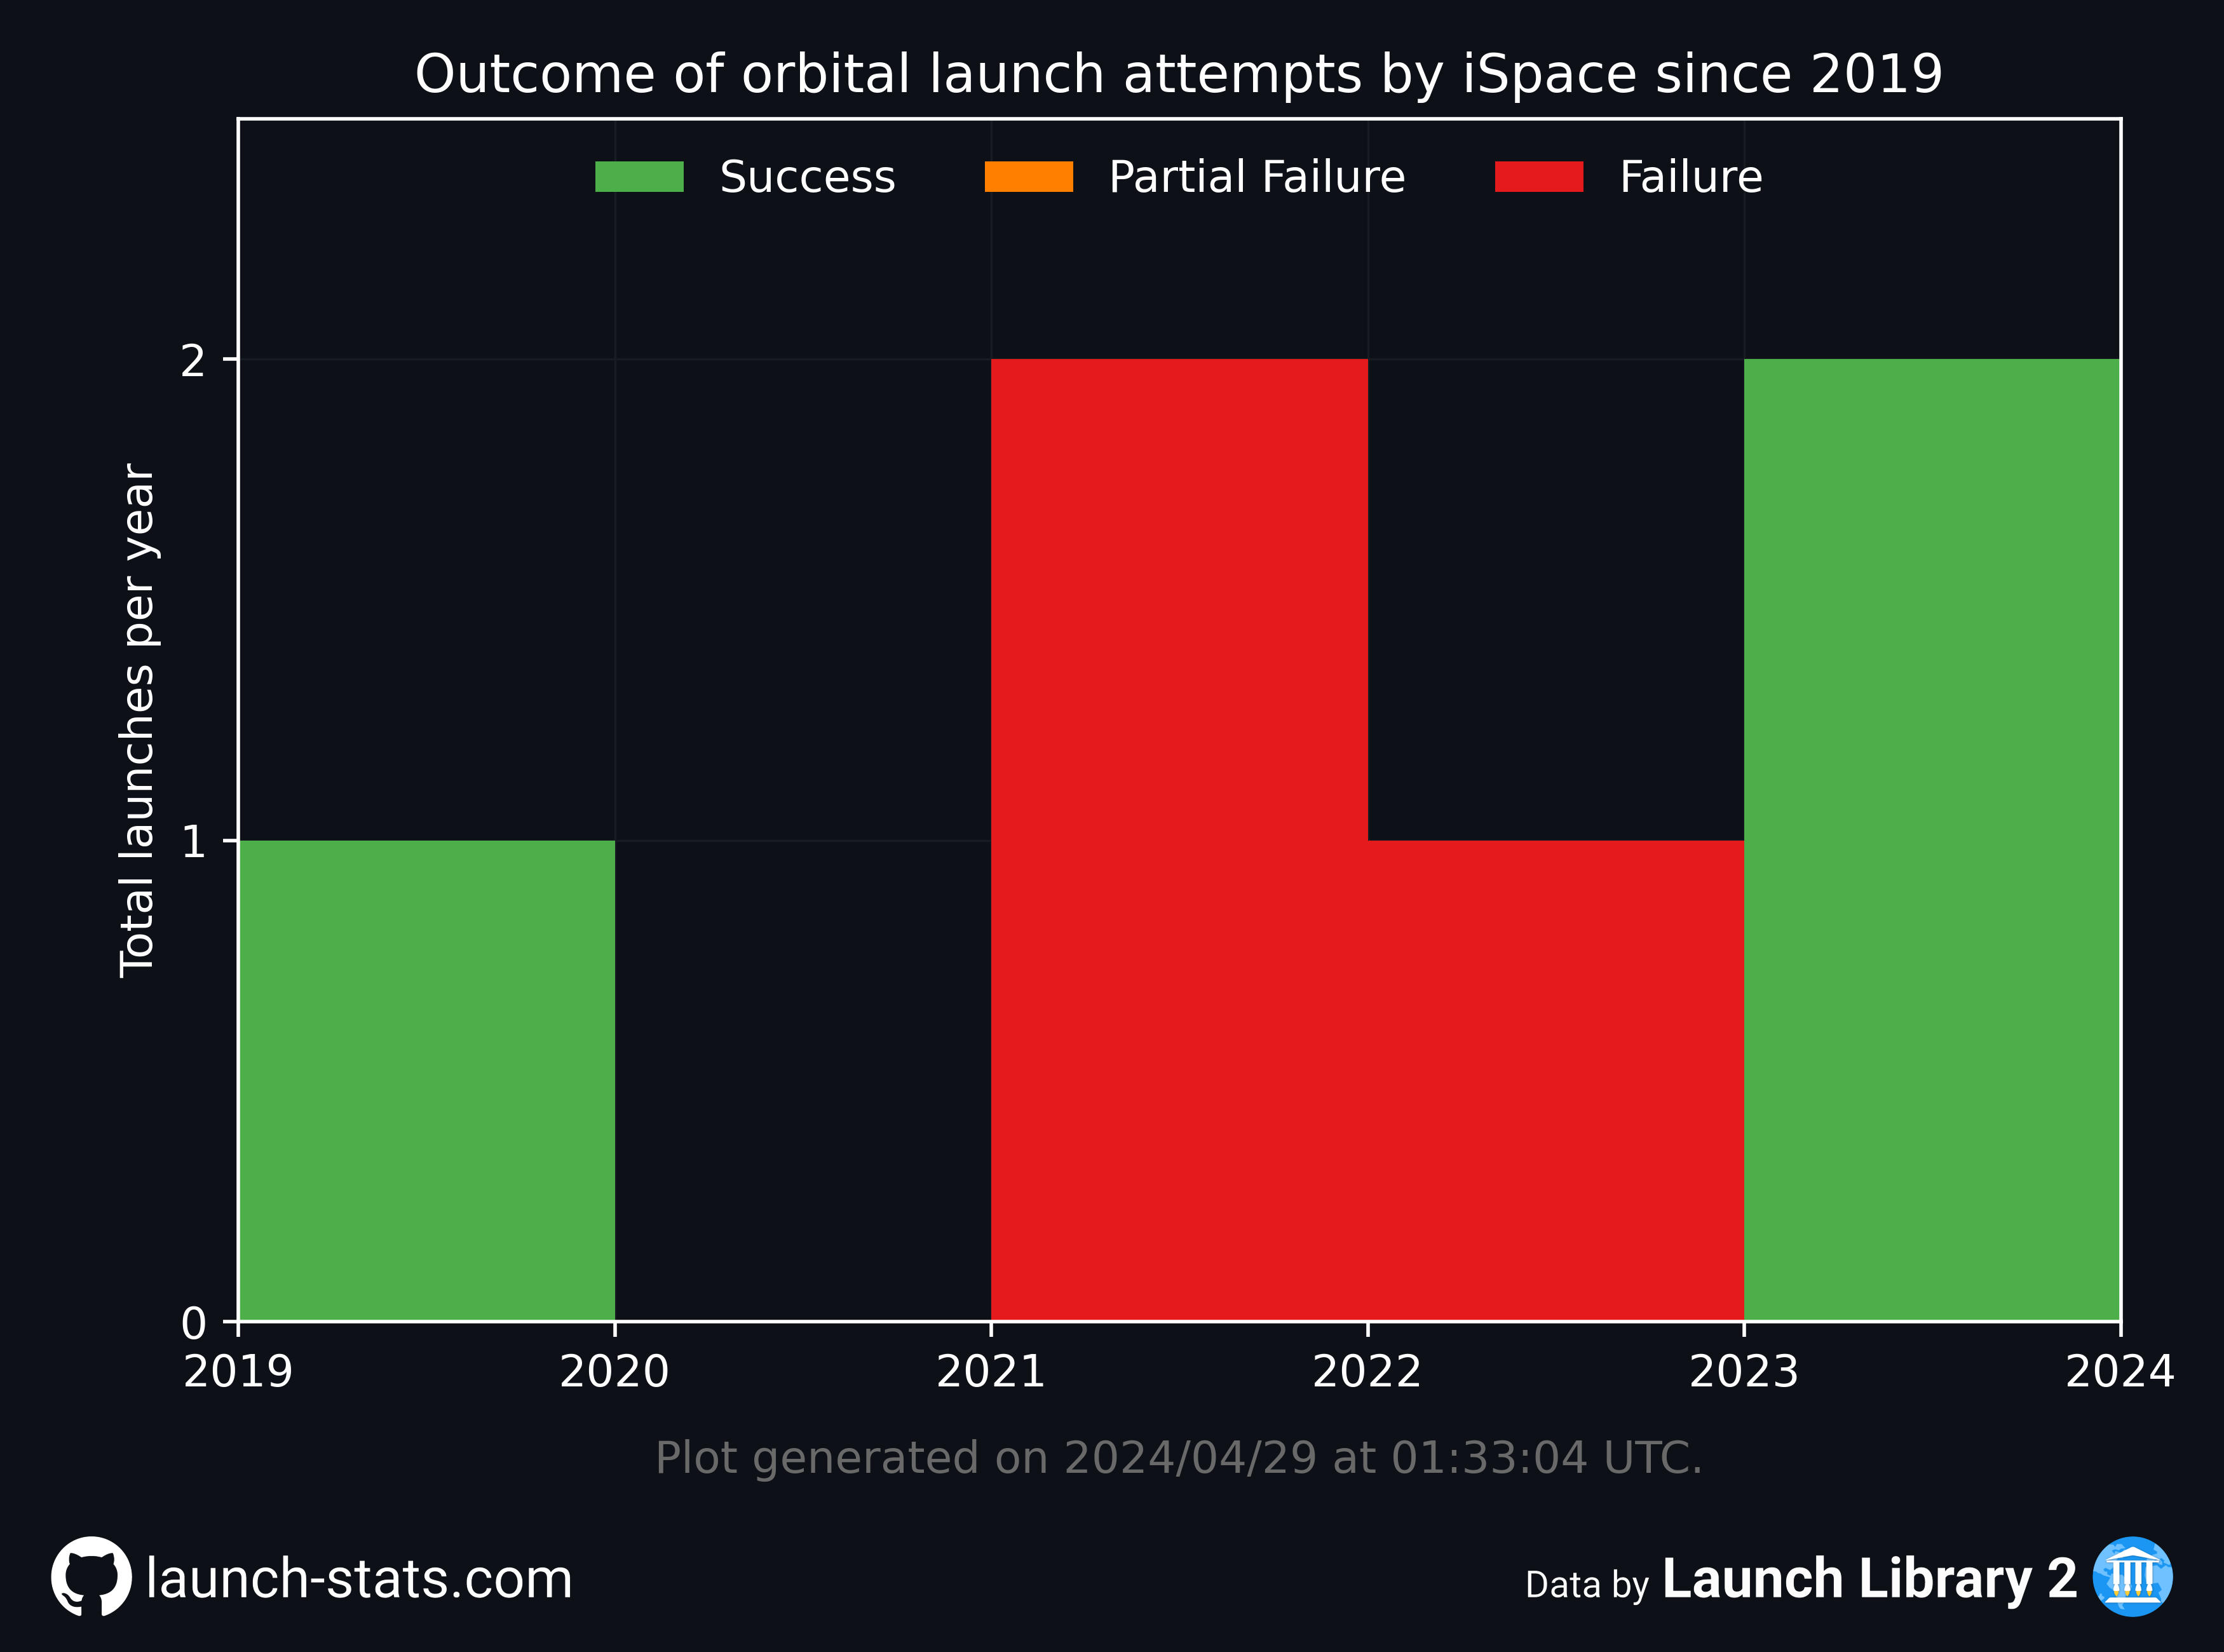 Outcome of orbital launch attempts by iSpace since 2019
Success Partial Failure Failure
Total launches per year
2
1
0
2019 2020 2021 2022 2023 2024
Plot generated on 2024/04/29 at 01:33:04 UTC.
launch-stats.com
Data by Launch Library 2